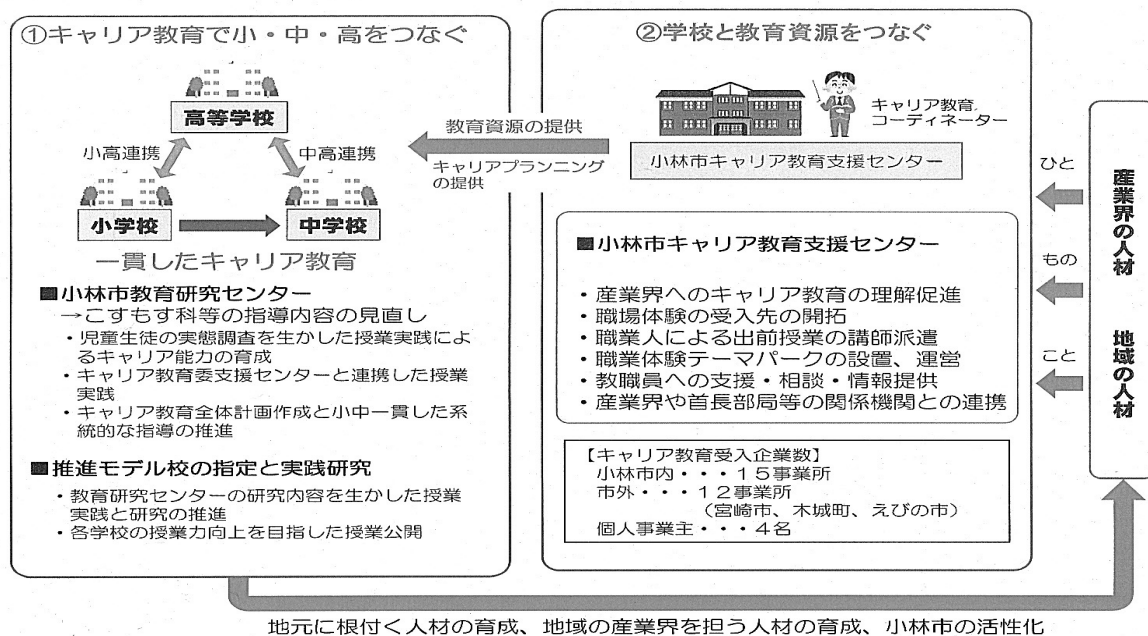 ①キャリア教育で小・中・高をつなぐ
高等学校
小高連携
中高連携
小学校
中学校
一貫したキャリア教育
■小林市教育研究センター
→こすもす科等の指導内容の見直し
・児童生徒の実態調査を生かした授業実践によ
るキャリア能力の育成
・キャリア教育委支援センターと連携した授業
実践
・キャリア教育全体計画作成と小中一貫した系
統的な指導の推進
■推進モデル校の指定と実践研究
・教育研究センターの研究内容を生かした授業
実践と研究の推進
・各学校の授業力向上を目指した授業公開
教育資源の提供
キャリアプランニング
の提供
②学校と教育資源をつなぐ
キャリア教育
コーディネーター
小林市キャリア教育支援センター
■小林市キャリア教育支援センター
・産業界へのキャリア教育の理解促進
・職場体験の受入先の開拓
・職業人による出前授業の講師派遣
・職業体験テーマパークの設置、運営
・教職員への支援・相談・情報提供
・産業界や首長部局等の関係機関との連携
【キャリア教育受入企業数】
小林市内・・・15事業所
市外・・・12事業所
（宮崎市、木城町、えびの市）
個人事業主・・・4名
ひと
もの
こと
産業界の人材
地域の人材
地元に根付く人材の育成、地域の産業界を担う人材の育成、小林市の活性化